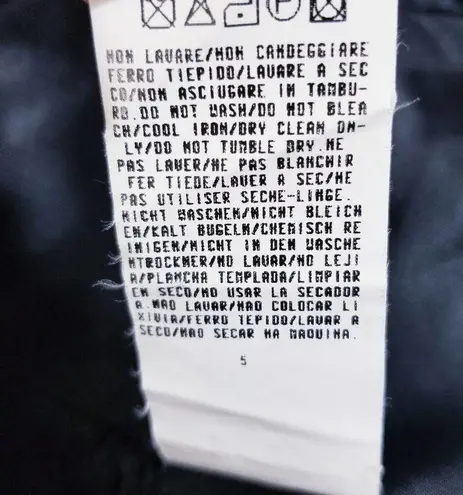 NON LAVARE/NON CANDEGGIARE
FERRO TIEPIDO/LAVARE A SEC
CO/NON ASCIUGARE IN TAMBU-
RO.DO NOT WASH/DO NOT BLEA
CH/COOL IRON/DRY CLEAN ON-
LY/DO NOT TUMBLE DRY.NE
PAS LAVER/NE PAS BLANCHIR
FER TIEDE/LAVER A SEC/NE
PAS UTILISER SECHE-LINGE.
NICHT WASCHEN/NICHT BLEICH
EN/KALT BUGELN/CHEMISCH RE
INIGEN/NICHT IN DEN WASCHE
NTROCKNER/NO LAVAR/NO LEJI
A/PLANCHA TEMPLADA/LIMPIAR
EN SECO/NO USAR LA SECADOR
A.NAO LAVAR/NAO COLOCAR LI
XIVIA/FERRO TEPIDO/LAVAR A
SECO/NAO SECAR NA MAQUINA.
5